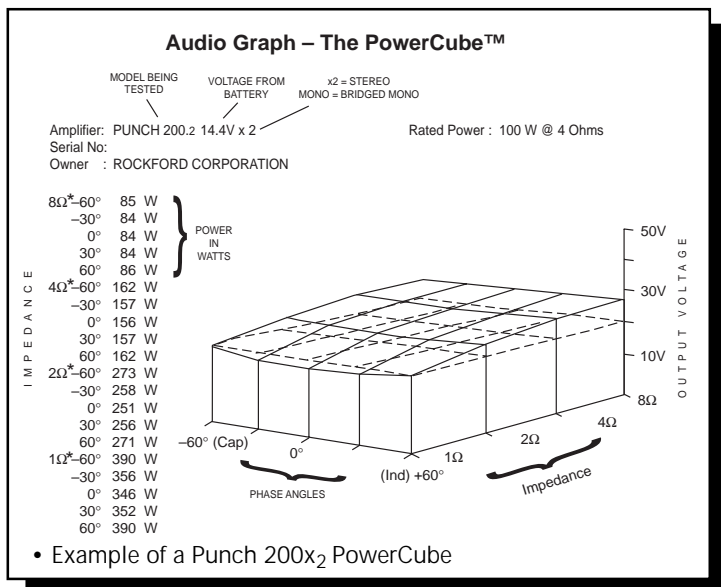 Audio Graph – The PowerCube™
MODEL BEING
TESTED
VOLTAGE FROM
BATTERY
x2 = STEREO
MONO = BRIDGED MONO
Amplifier: PUNCH 200.2 14.4V x 2
Rated Power : 100 W @ 4 Ohms
Serial No:
Owner : ROCKFORD CORPORATION
IMPEDANCE
8Ω*–60° 85 W
–30° 84 W
0° 84 W
30° 84 W
60° 86 W
4Ω*–60° 162 W
–30° 157 W
0° 156 W
30° 157 W
60° 162 W
2Ω*–60° 273 W
–30° 258 W
0° 251 W
30° 256 W
60° 271 W
1Ω*–60° 390 W
–30° 356 W
0° 346 W
30° 352 W
60° 390 W
POWER
IN
WATTS
50V
30V
10V
OUTPUT VOLTAGE
8Ω
4Ω
2Ω
1Ω
–60° (Cap)
0°
(Ind) +60°
PHASE ANGLES
Impedance
• Example of a Punch 200x2 PowerCube